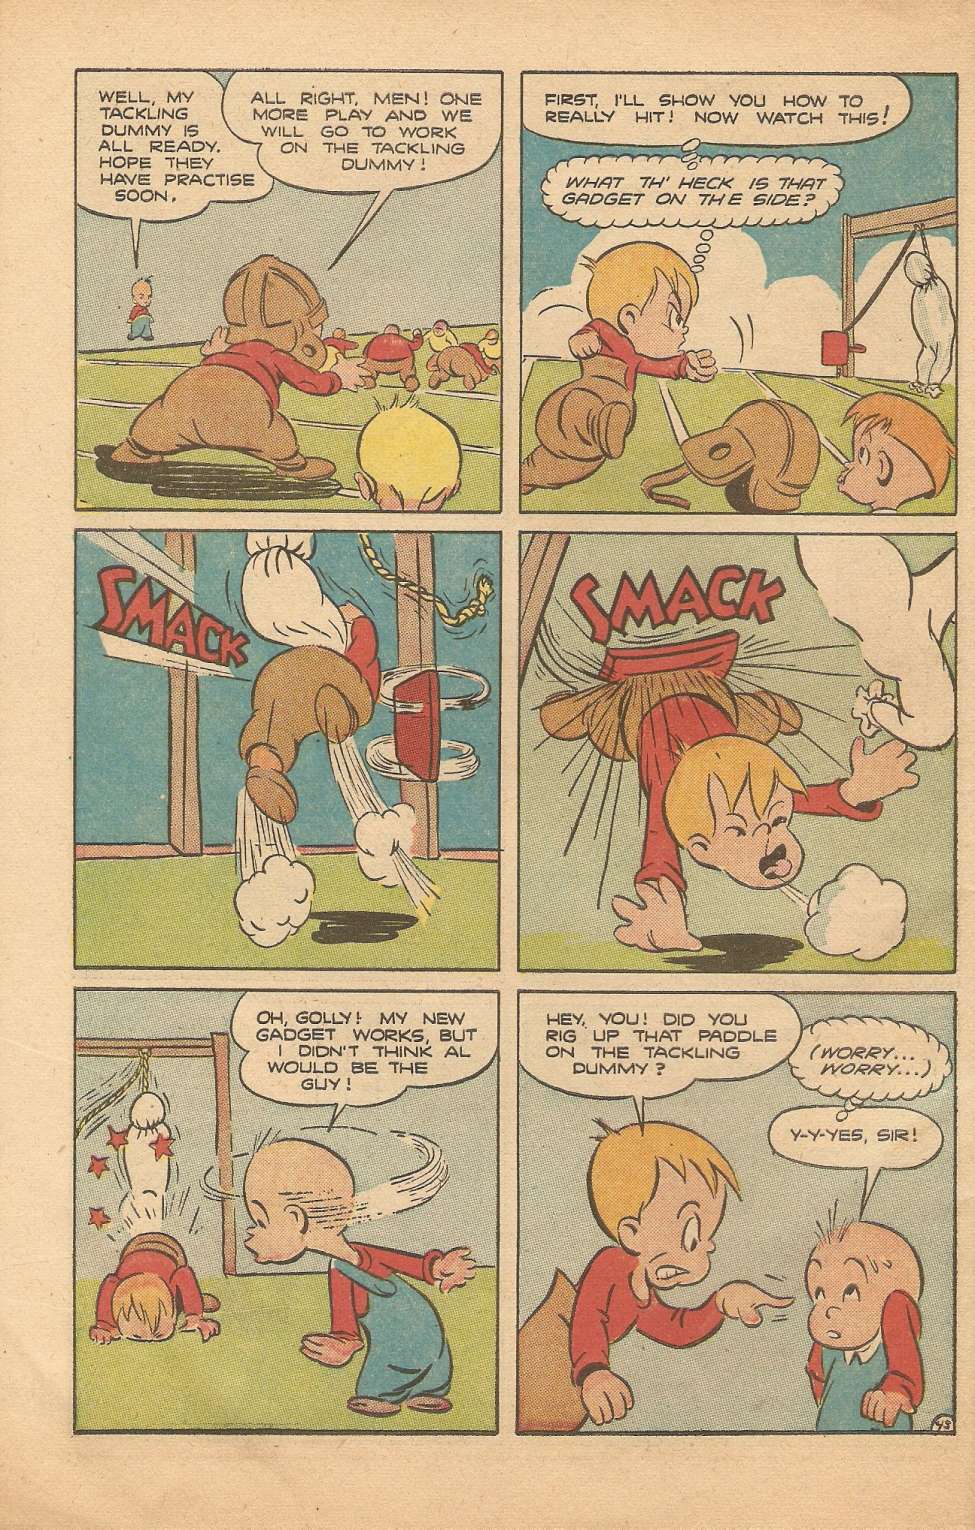 WELL, MY
TACKLING
DUMMY IS
ALL READY.
HOPE THEY
HAVE PRACTISE
SOON.
ALL RIGHT, MEN! ONE
MORE PLAY AND WE
WILL GO TO WORK
ON THE TACKLING
DUMMY!
FIRST, I'LL SHOW YOU HOW TO
REALLY HIT! NOW WATCH THIS!
WHAT TH' HECK IS THAT
GADGET ON THE SIDE?
SMACK
SMACK
OH, GOLLY! MY NEW
GADGET WORKS, BUT
I DIDN'T THINK AL
WOULD BE THE
GUY!
HEY, YOU! DID YOU
RIG UP THAT PADDLE
ON THE TACKLING
DUMMY?
(WORRY...
WORRY...)
Y-Y-YES, SIR!